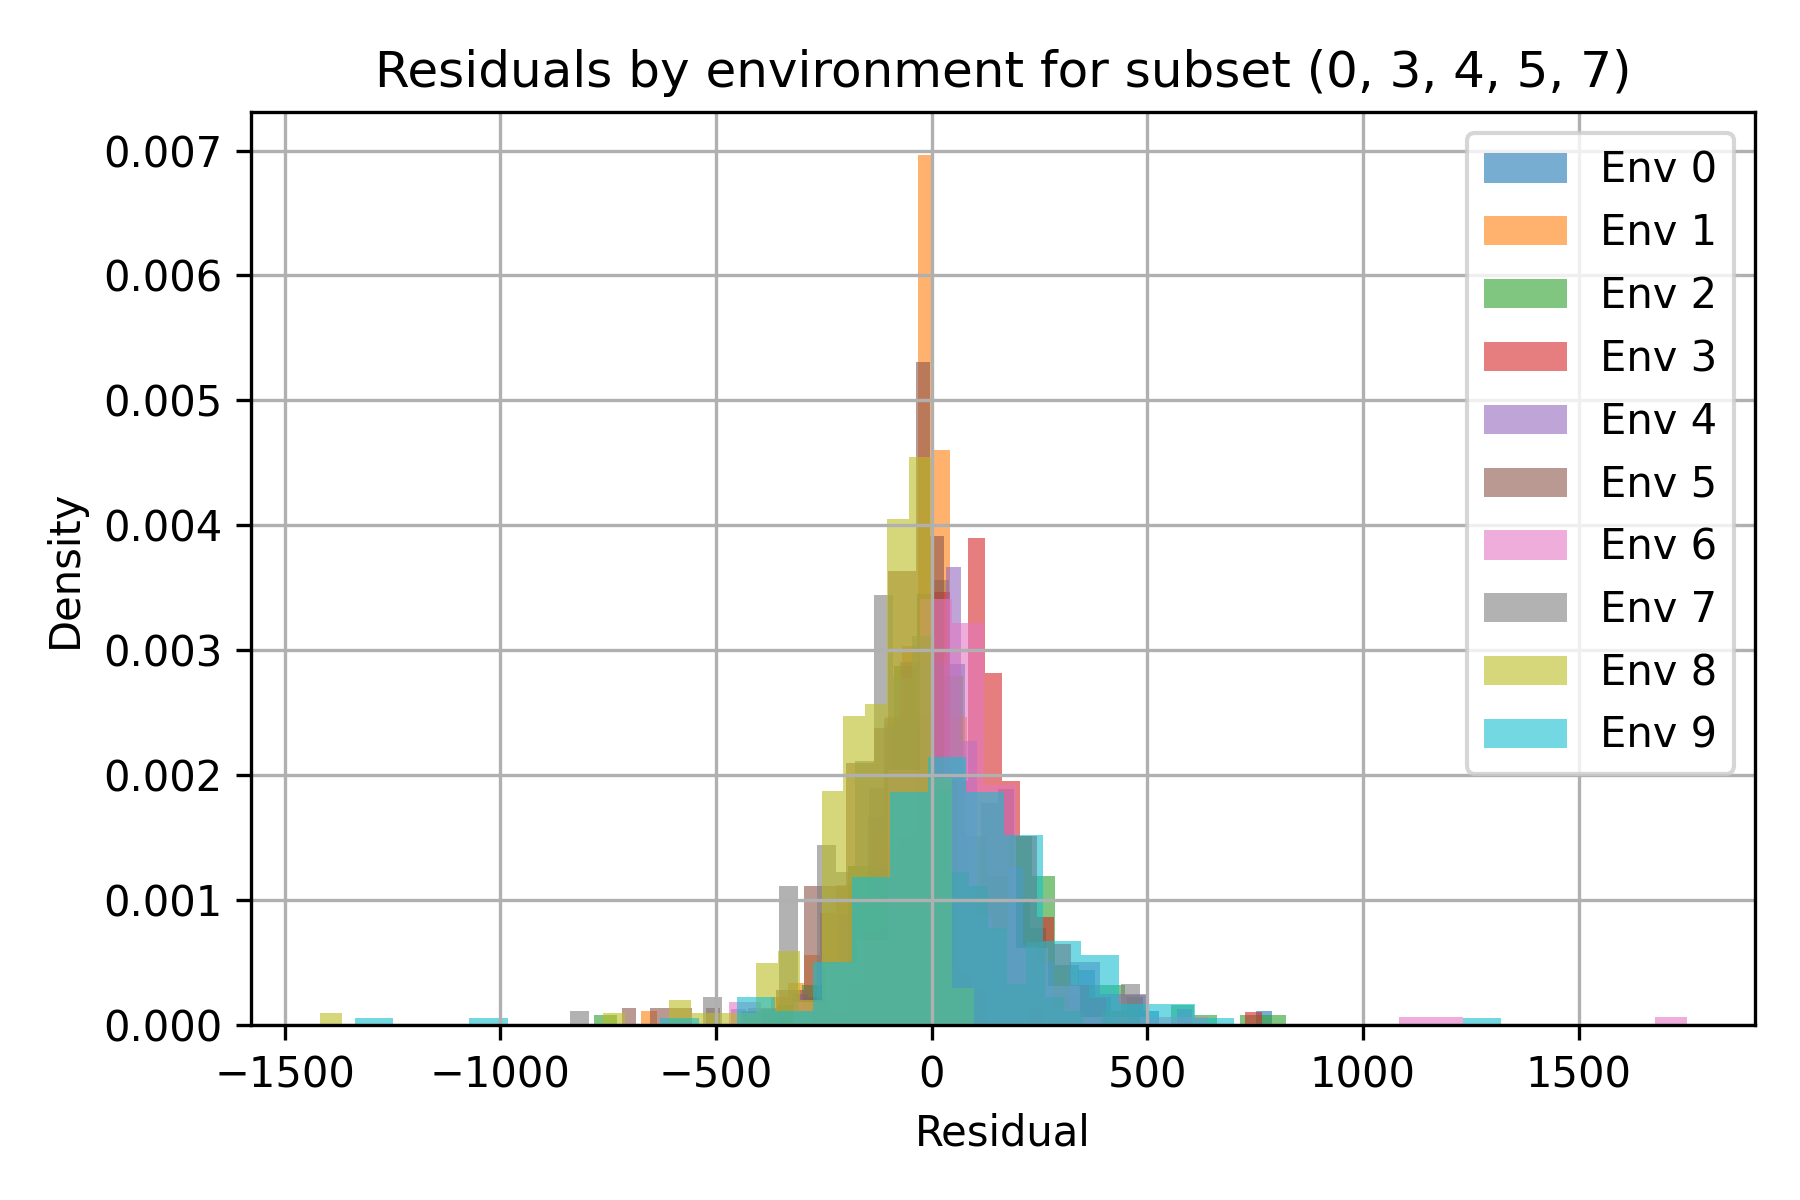 Residuals by environment for subset (0, 3, 4, 5, 7)
0.007
0.006
0.005
0.004
0.003
0.002
0.001
0.000
Density
Env 0
Env 1
Env 2
Env 3
Env 4
Env 5
Env 6
Env 7
Env 8
Env 9
−1500 −1000 −500 0 500 1000 1500
Residual